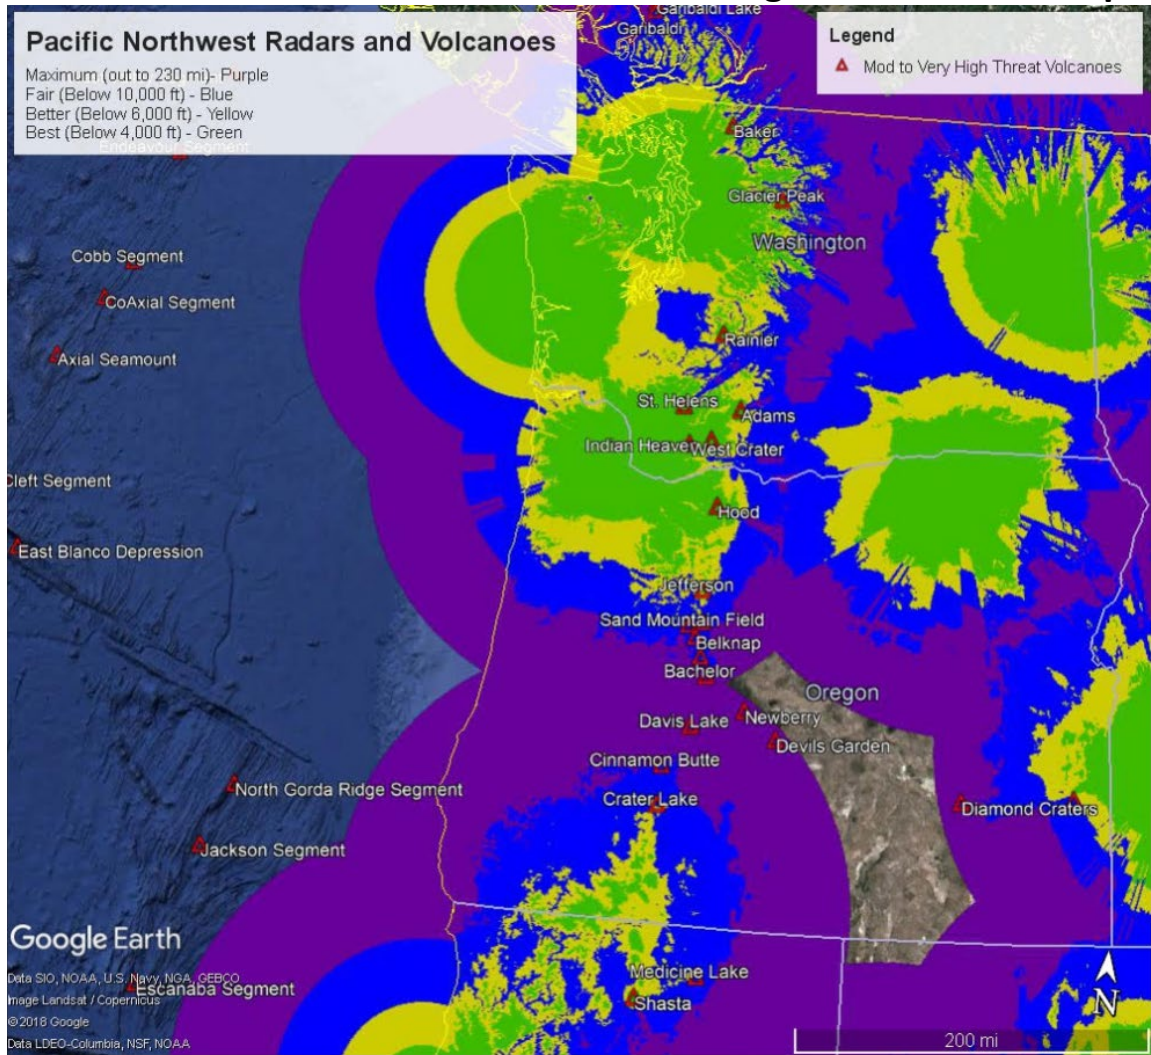 Garibaldi Lake
Garibaldi
Pacific Northwest Radars and Volcanoes
Maximum (out to 230 mi)- Purple
Fair (Below 10,000 ft) - Blue
Better (Below 6,000 ft) - Yellow
Best (Below 4,000 ft) - Green
Legend
Mod to Very High Threat Volcanoes
Endeavour Segment
Baker
Glacier Peak
Washington
Cobb Segment
CoAxial Segment
Axial Seamount
Rainier
St. Helens
Adams
Indian Heaven
West Crater
Cleft Segment
Hood
East Blanco Depression
Jefferson
Sand Mountain Field
Belknap
Bachelor
Oregon
Newberry
Davis Lake
Devils Garden
Cinnamon Butte
North Gorda Ridge Segment
Crater Lake
Diamond Craters
Jackson Segment
Google Earth
Medicine Lake
Data SIO, NOAA, U.S. Navy, NGA, GEBCO
Escanaba Segment
Image Landsat / Copernicus
Shasta
N
© 2018 Google
200 mi
Data LDEO-Columbia, NSF, NOAA